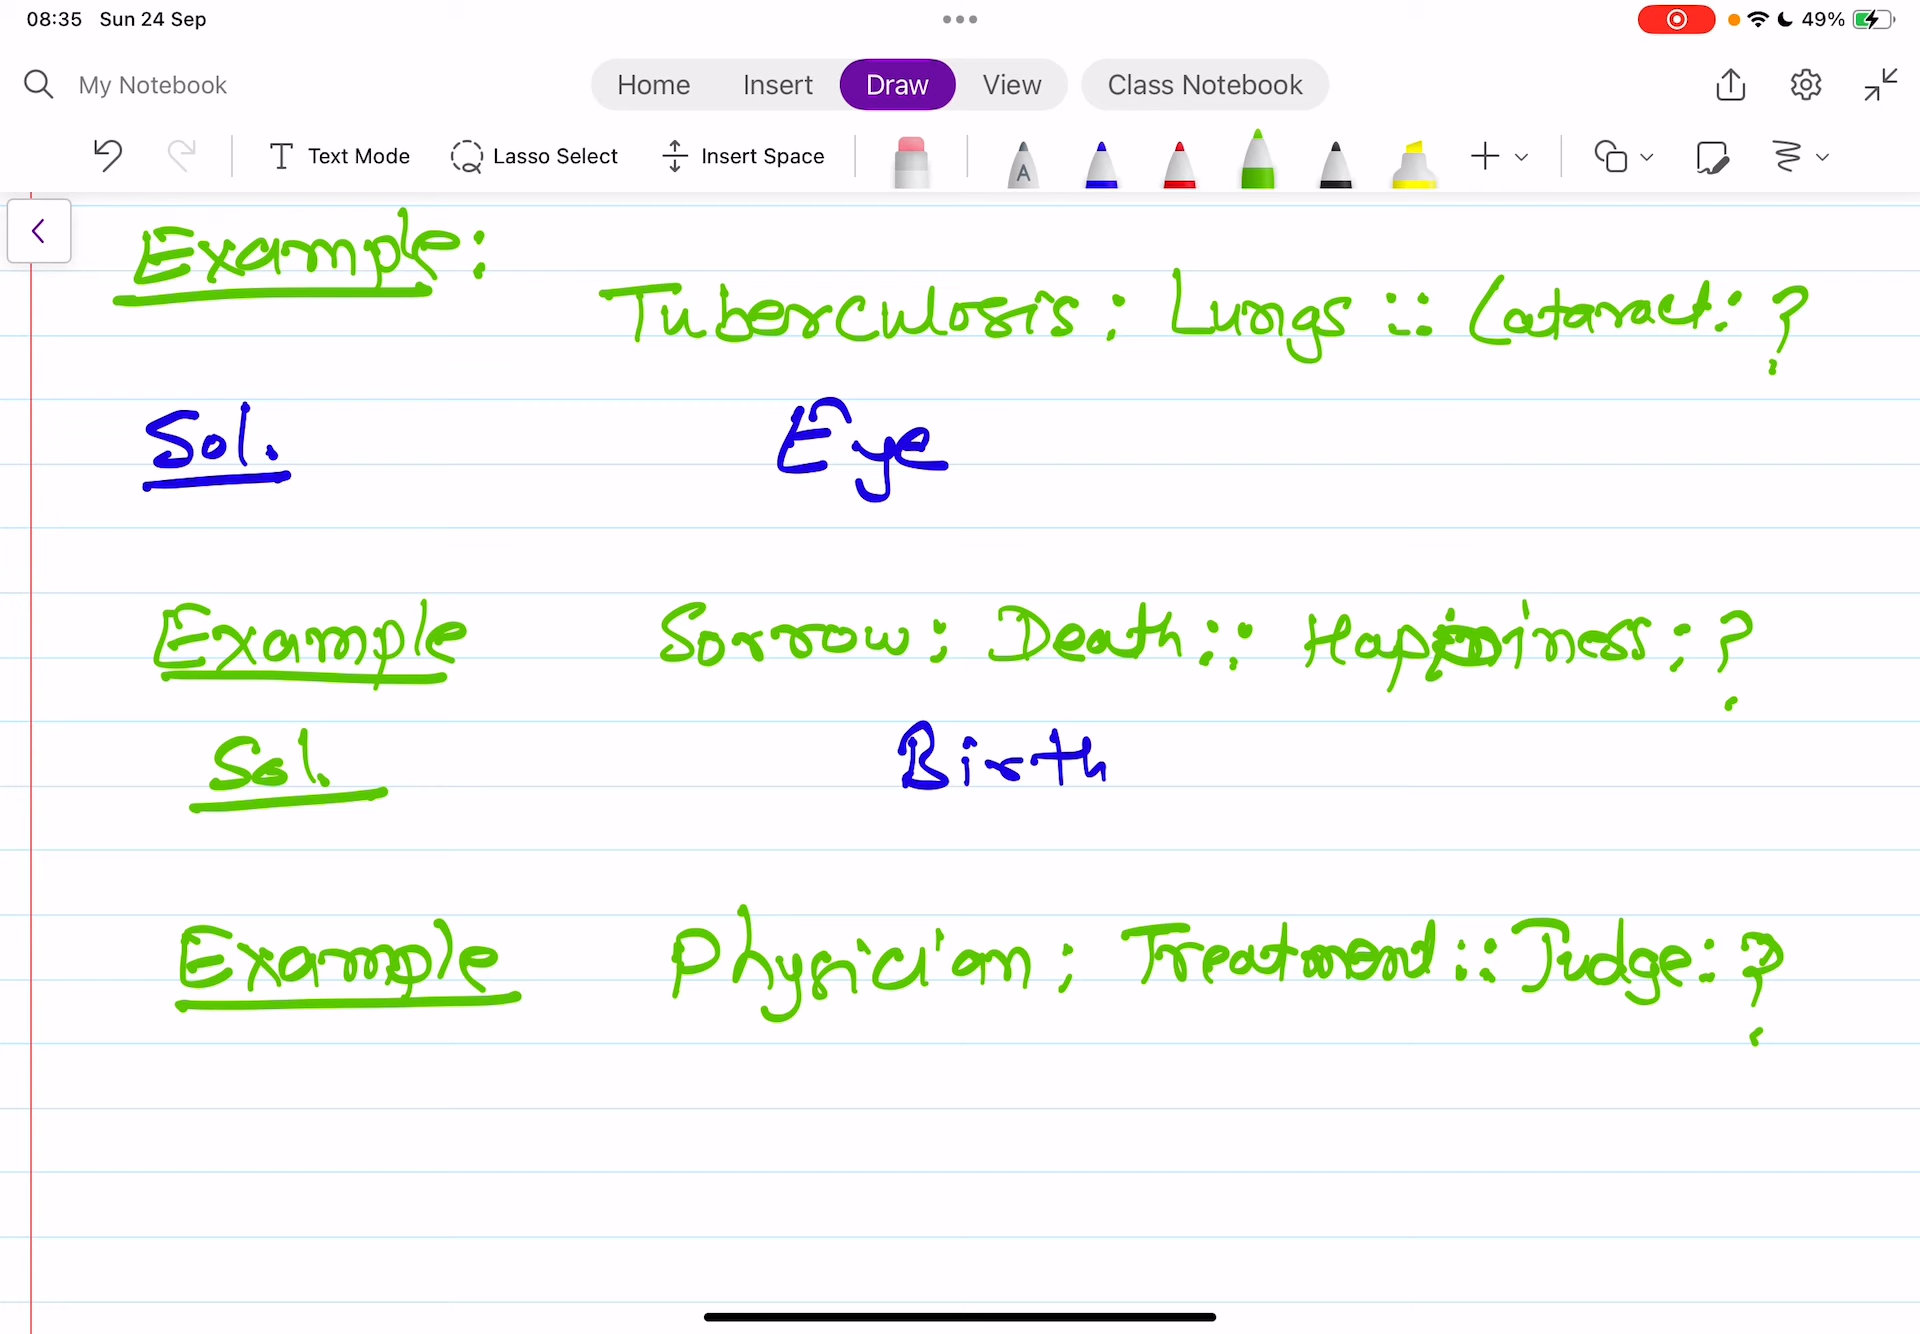 08:35 Sun 24 Sep 49%
My Notebook Home Insert Draw View Class Notebook
Text Mode Lasso Select Insert Space A
Example:
Tuberculosis : Lungs :: Cataract : ?
Sol. Eye
Example Sorrow : Death :: Happiness : ?
Sol. Birth
Example Physician : Treatment :: Judge : ?